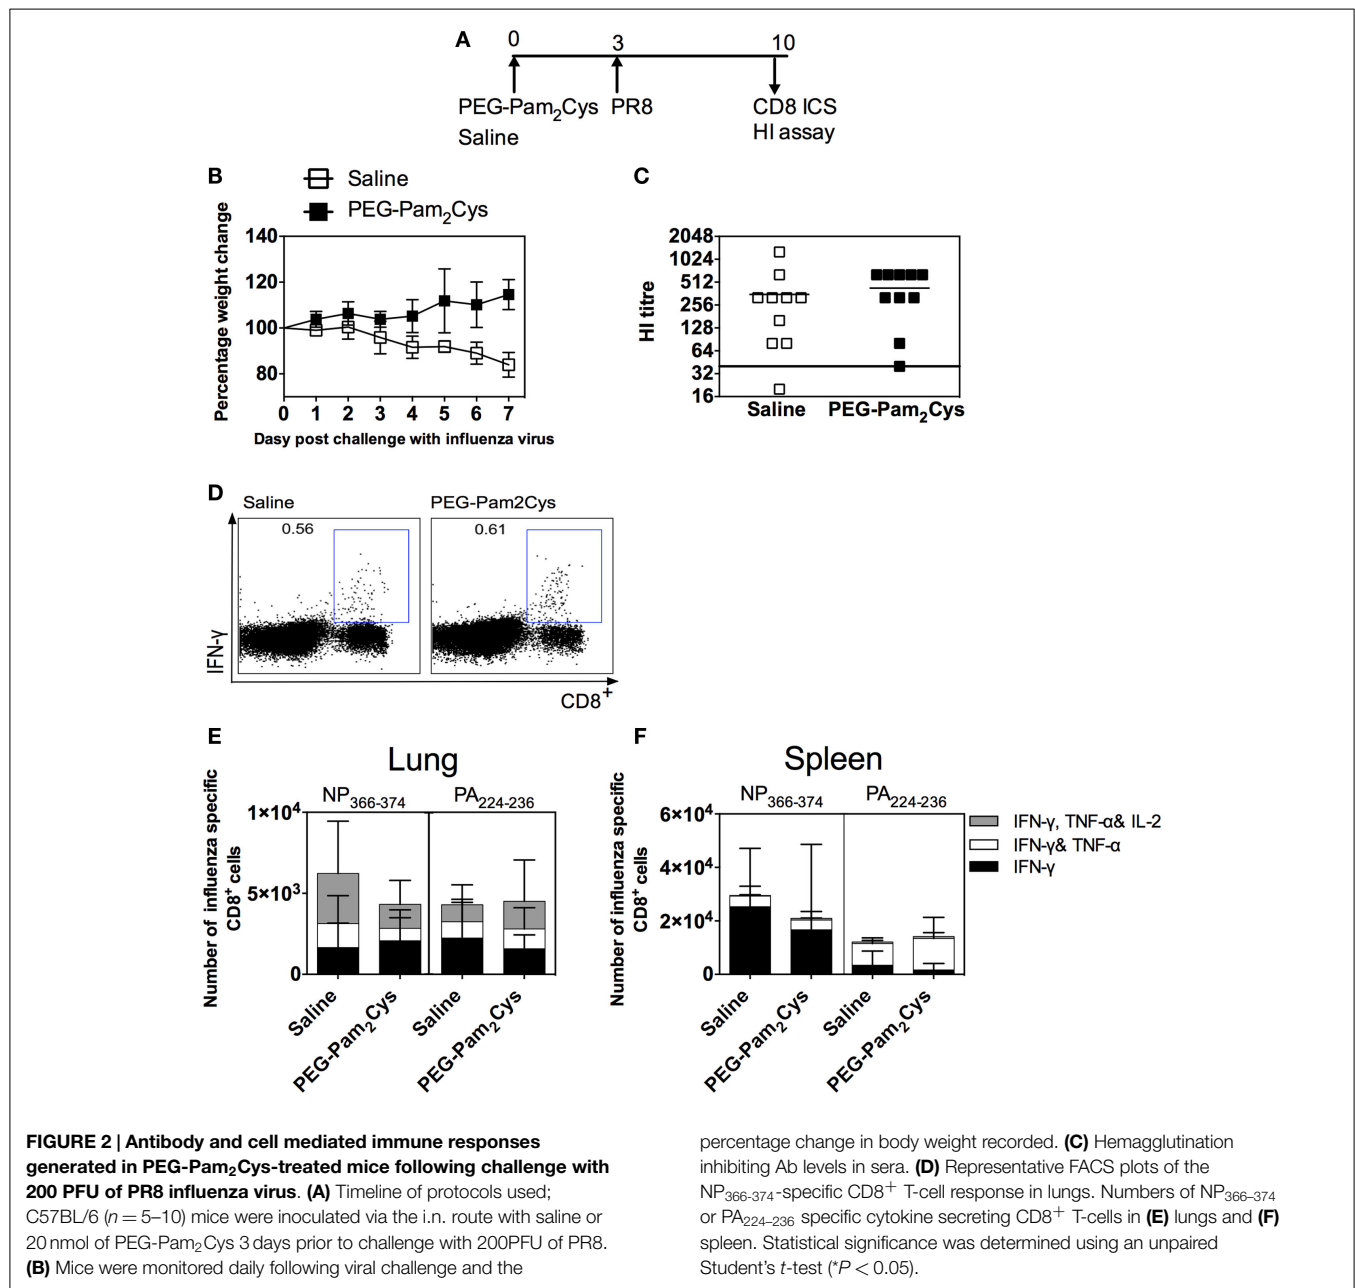 A
0 3 10
PEG-Pam2Cys PR8 CD8 ICS
Saline HI assay
B
Saline
PEG-Pam2Cys
Percentage weight change
140
120
100
80
0 1 2 3 4 5 6 7
Dasy post challenge with influenza virus
C
HI titre
2048
1024
512
256
128
64
32
16
Saline PEG-Pam2Cys
D
Saline PEG-Pam2Cys
0.56 0.61
IFN-γ
CD8+
E
Lung
NP366-374 PA224-236
Number of influenza specific
CD8+ cells
1×10⁴
5×10³
0
Saline
PEG-Pam2Cys
Saline
PEG-Pam2Cys
F
Spleen
NP366-374 PA224-236
Number of influenza specific
CD8+ cells
6×10⁴
4×10⁴
2×10⁴
0
Saline
PEG-Pam2Cys
Saline
PEG-Pam2Cys
IFN-γ, TNF-α& IL-2
IFN-γ& TNF-α
IFN-γ
FIGURE 2 | Antibody and cell mediated immune responses
generated in PEG-Pam2Cys-treated mice following challenge with
200 PFU of PR8 influenza virus. (A) Timeline of protocols used;
C57BL/6 (n = 5–10) mice were inoculated via the i.n. route with saline or
20 nmol of PEG-Pam2Cys 3 days prior to challenge with 200PFU of PR8.
(B) Mice were monitored daily following viral challenge and the
percentage change in body weight recorded. (C) Hemagglutination
inhibiting Ab levels in sera. (D) Representative FACS plots of the
NP366-374-specific CD8+ T-cell response in lungs. Numbers of NP366–374
or PA224–236 specific cytokine secreting CD8+ T-cells in (E) lungs and (F)
spleen. Statistical significance was determined using an unpaired
Student's t-test (*P < 0.05).